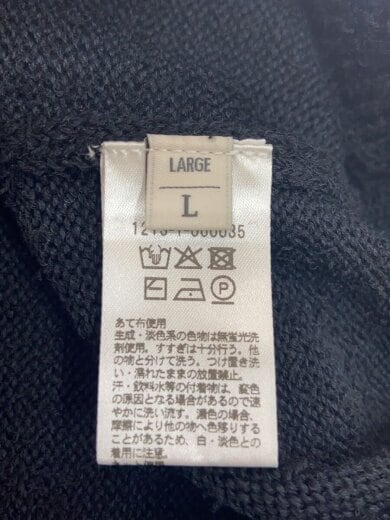 LARGE
L
P
あて布使用
生成・淡色系の色物は無蛍光洗
剤使用。すすぎは十分行う。他
の物と分けて洗う。つけ置き洗
い・濡れたままの放置禁止。
汗・飲料水等の付着物は、変色
の原因となる場合があるので速
やかに洗い流す。濃色の場合、
摩擦により他の物へ色移りする
ことがあるため、白・淡色との
着用に注意。
ネット使用